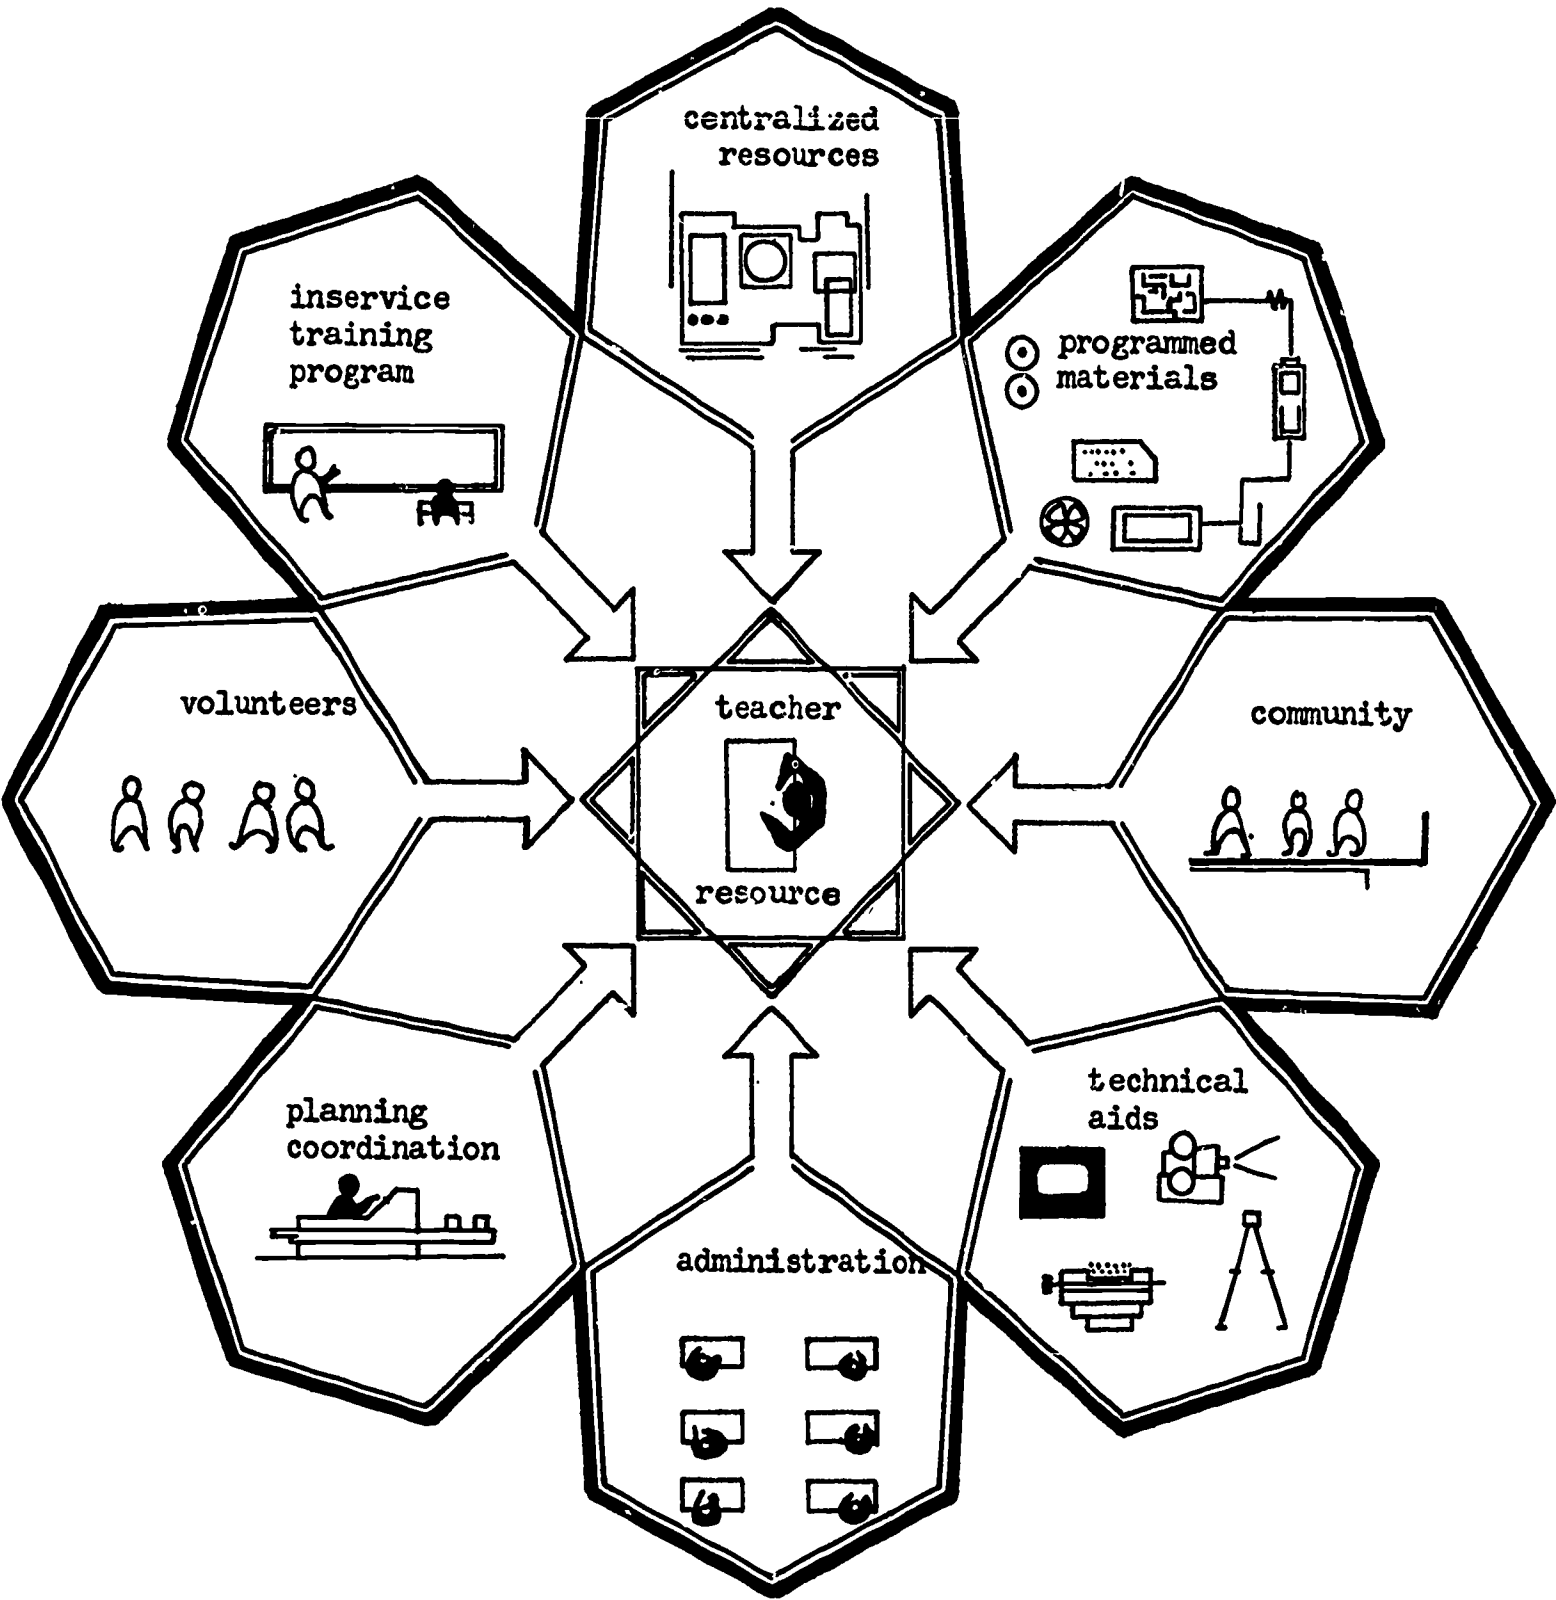 centralized
resources
inservice
training
program
programmed
materials
volunteers
teacher
resource
community
planning
coordination
technical
aids
administration